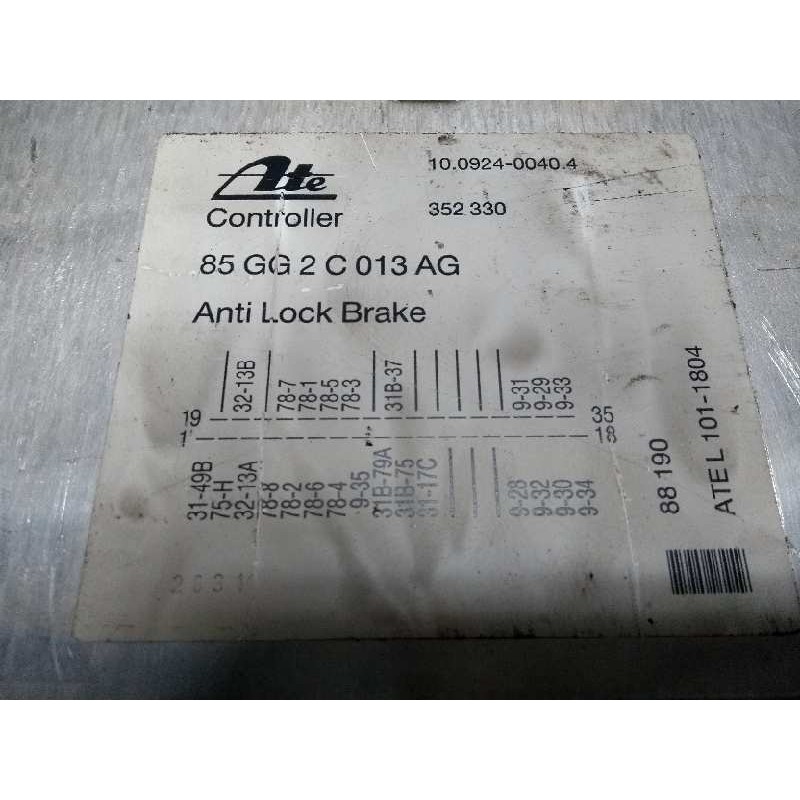 Ate
10.0924-0040.4
Controller
352 330
85 GG 2 C 013 AG
Anti Lock Brake
32-13B 78-7 78-1 78-5 78-3 31B-37 9-31 9-29 9-33
19 35
1 18
31-49B 75-H 32-13A 78-8 78-2 78-6 78-4 9-35 31B-79A 31B-75 31-17C 9-28 9-32 9-30 9-34
88 190
ATE L 101-1804